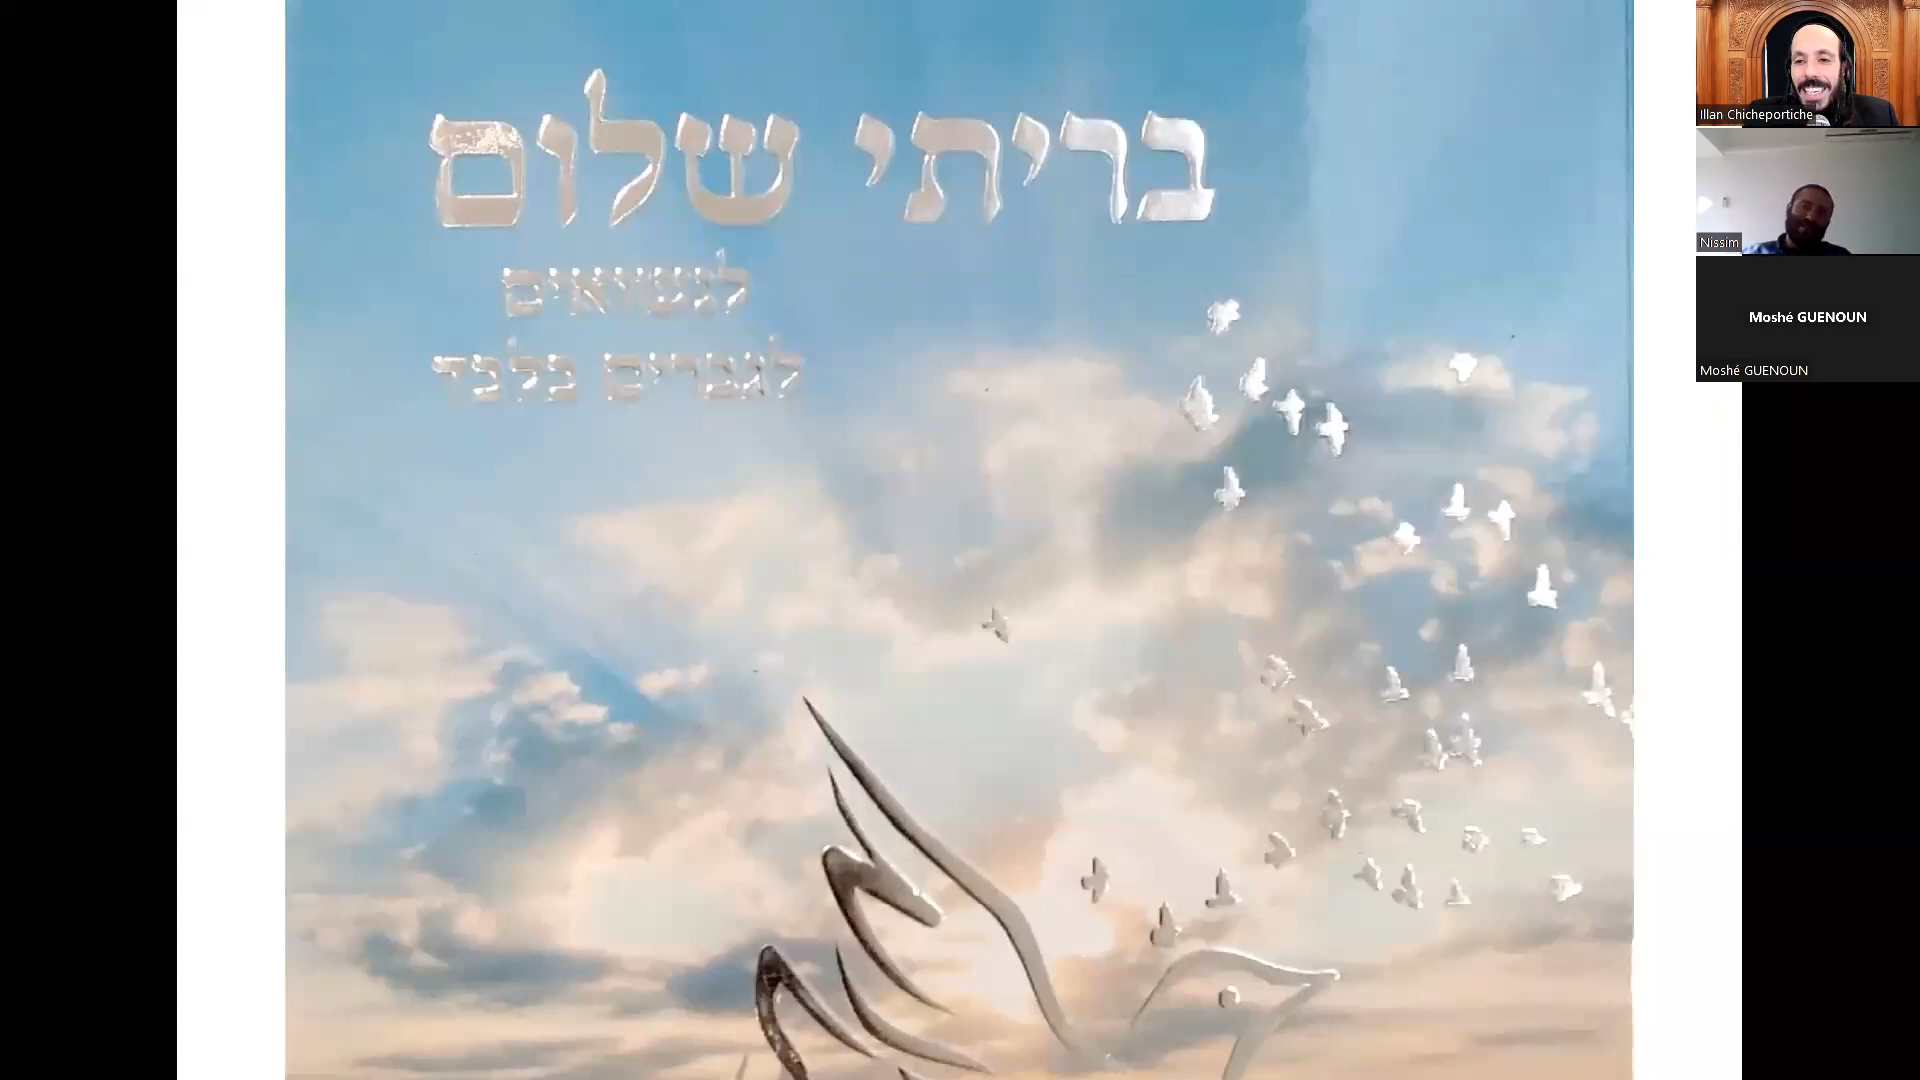 בריתי שלום
לנשואים
לגברים בלבד
Illan Chicheportiche
Nissim
Moshé GUENOUN
Moshé GUENOUN